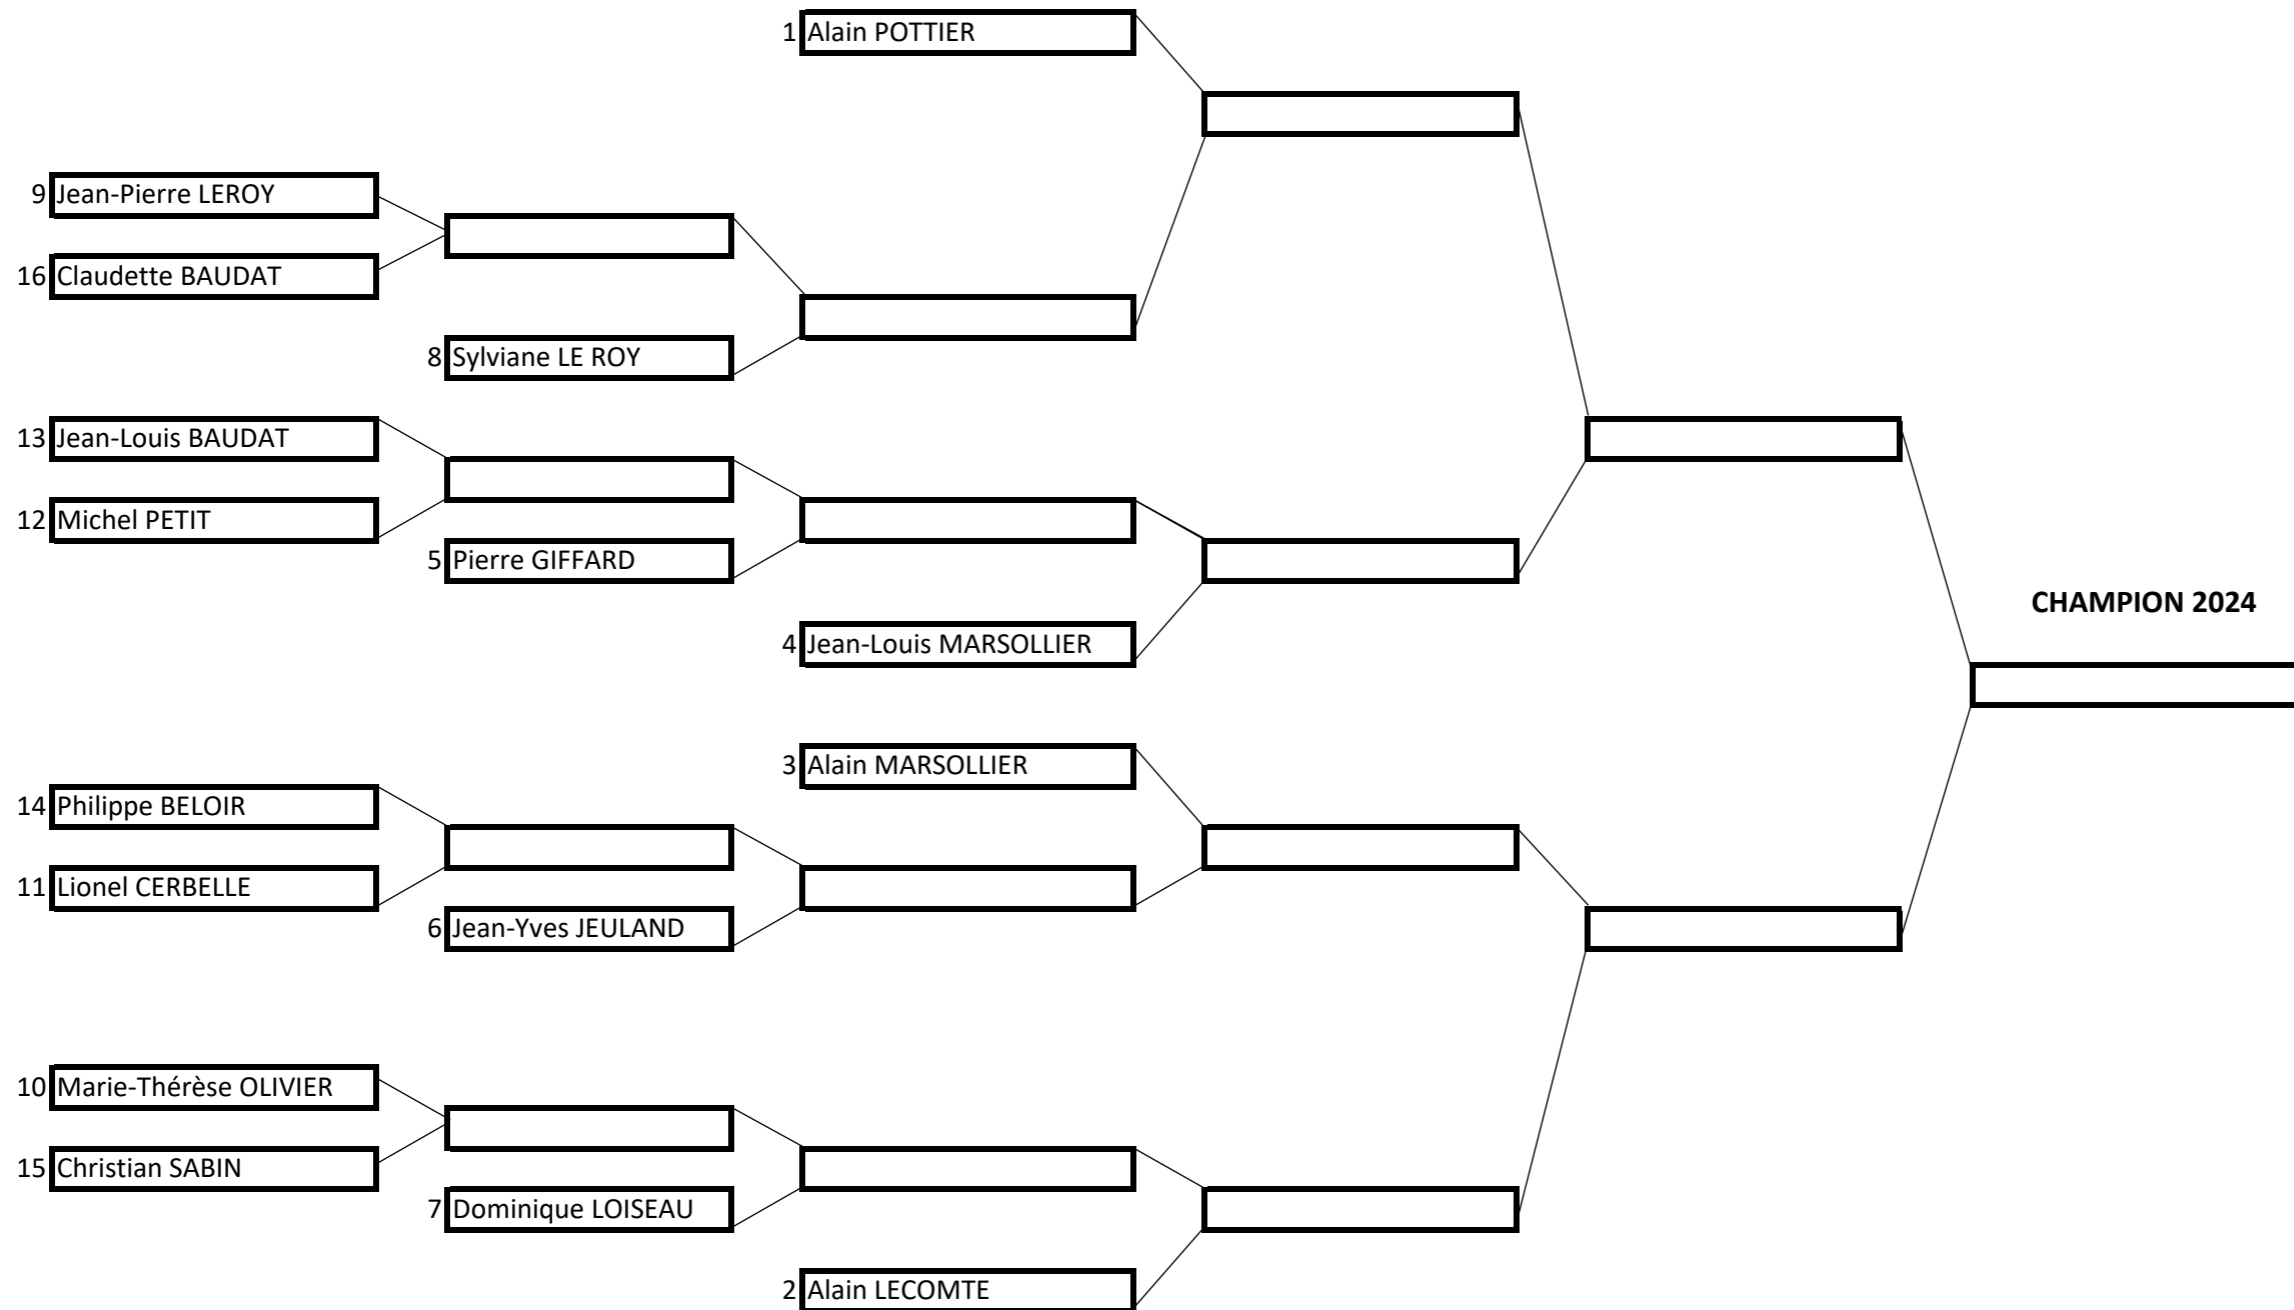 1 Alain POTTIER
9 Jean-Pierre LEROY
16 Claudette BAUDAT
8 Sylviane LE ROY
13 Jean-Louis BAUDAT
12 Michel PETIT
5 Pierre GIFFARD
CHAMPION 2024
4 Jean-Louis MARSOLLIER
3 Alain MARSOLLIER
14 Philippe BELOIR
11 Lionel CERBELLE
6 Jean-Yves JEULAND
10 Marie-Thérèse OLIVIER
15 Christian SABIN
7 Dominique LOISEAU
2 Alain LECOMTE